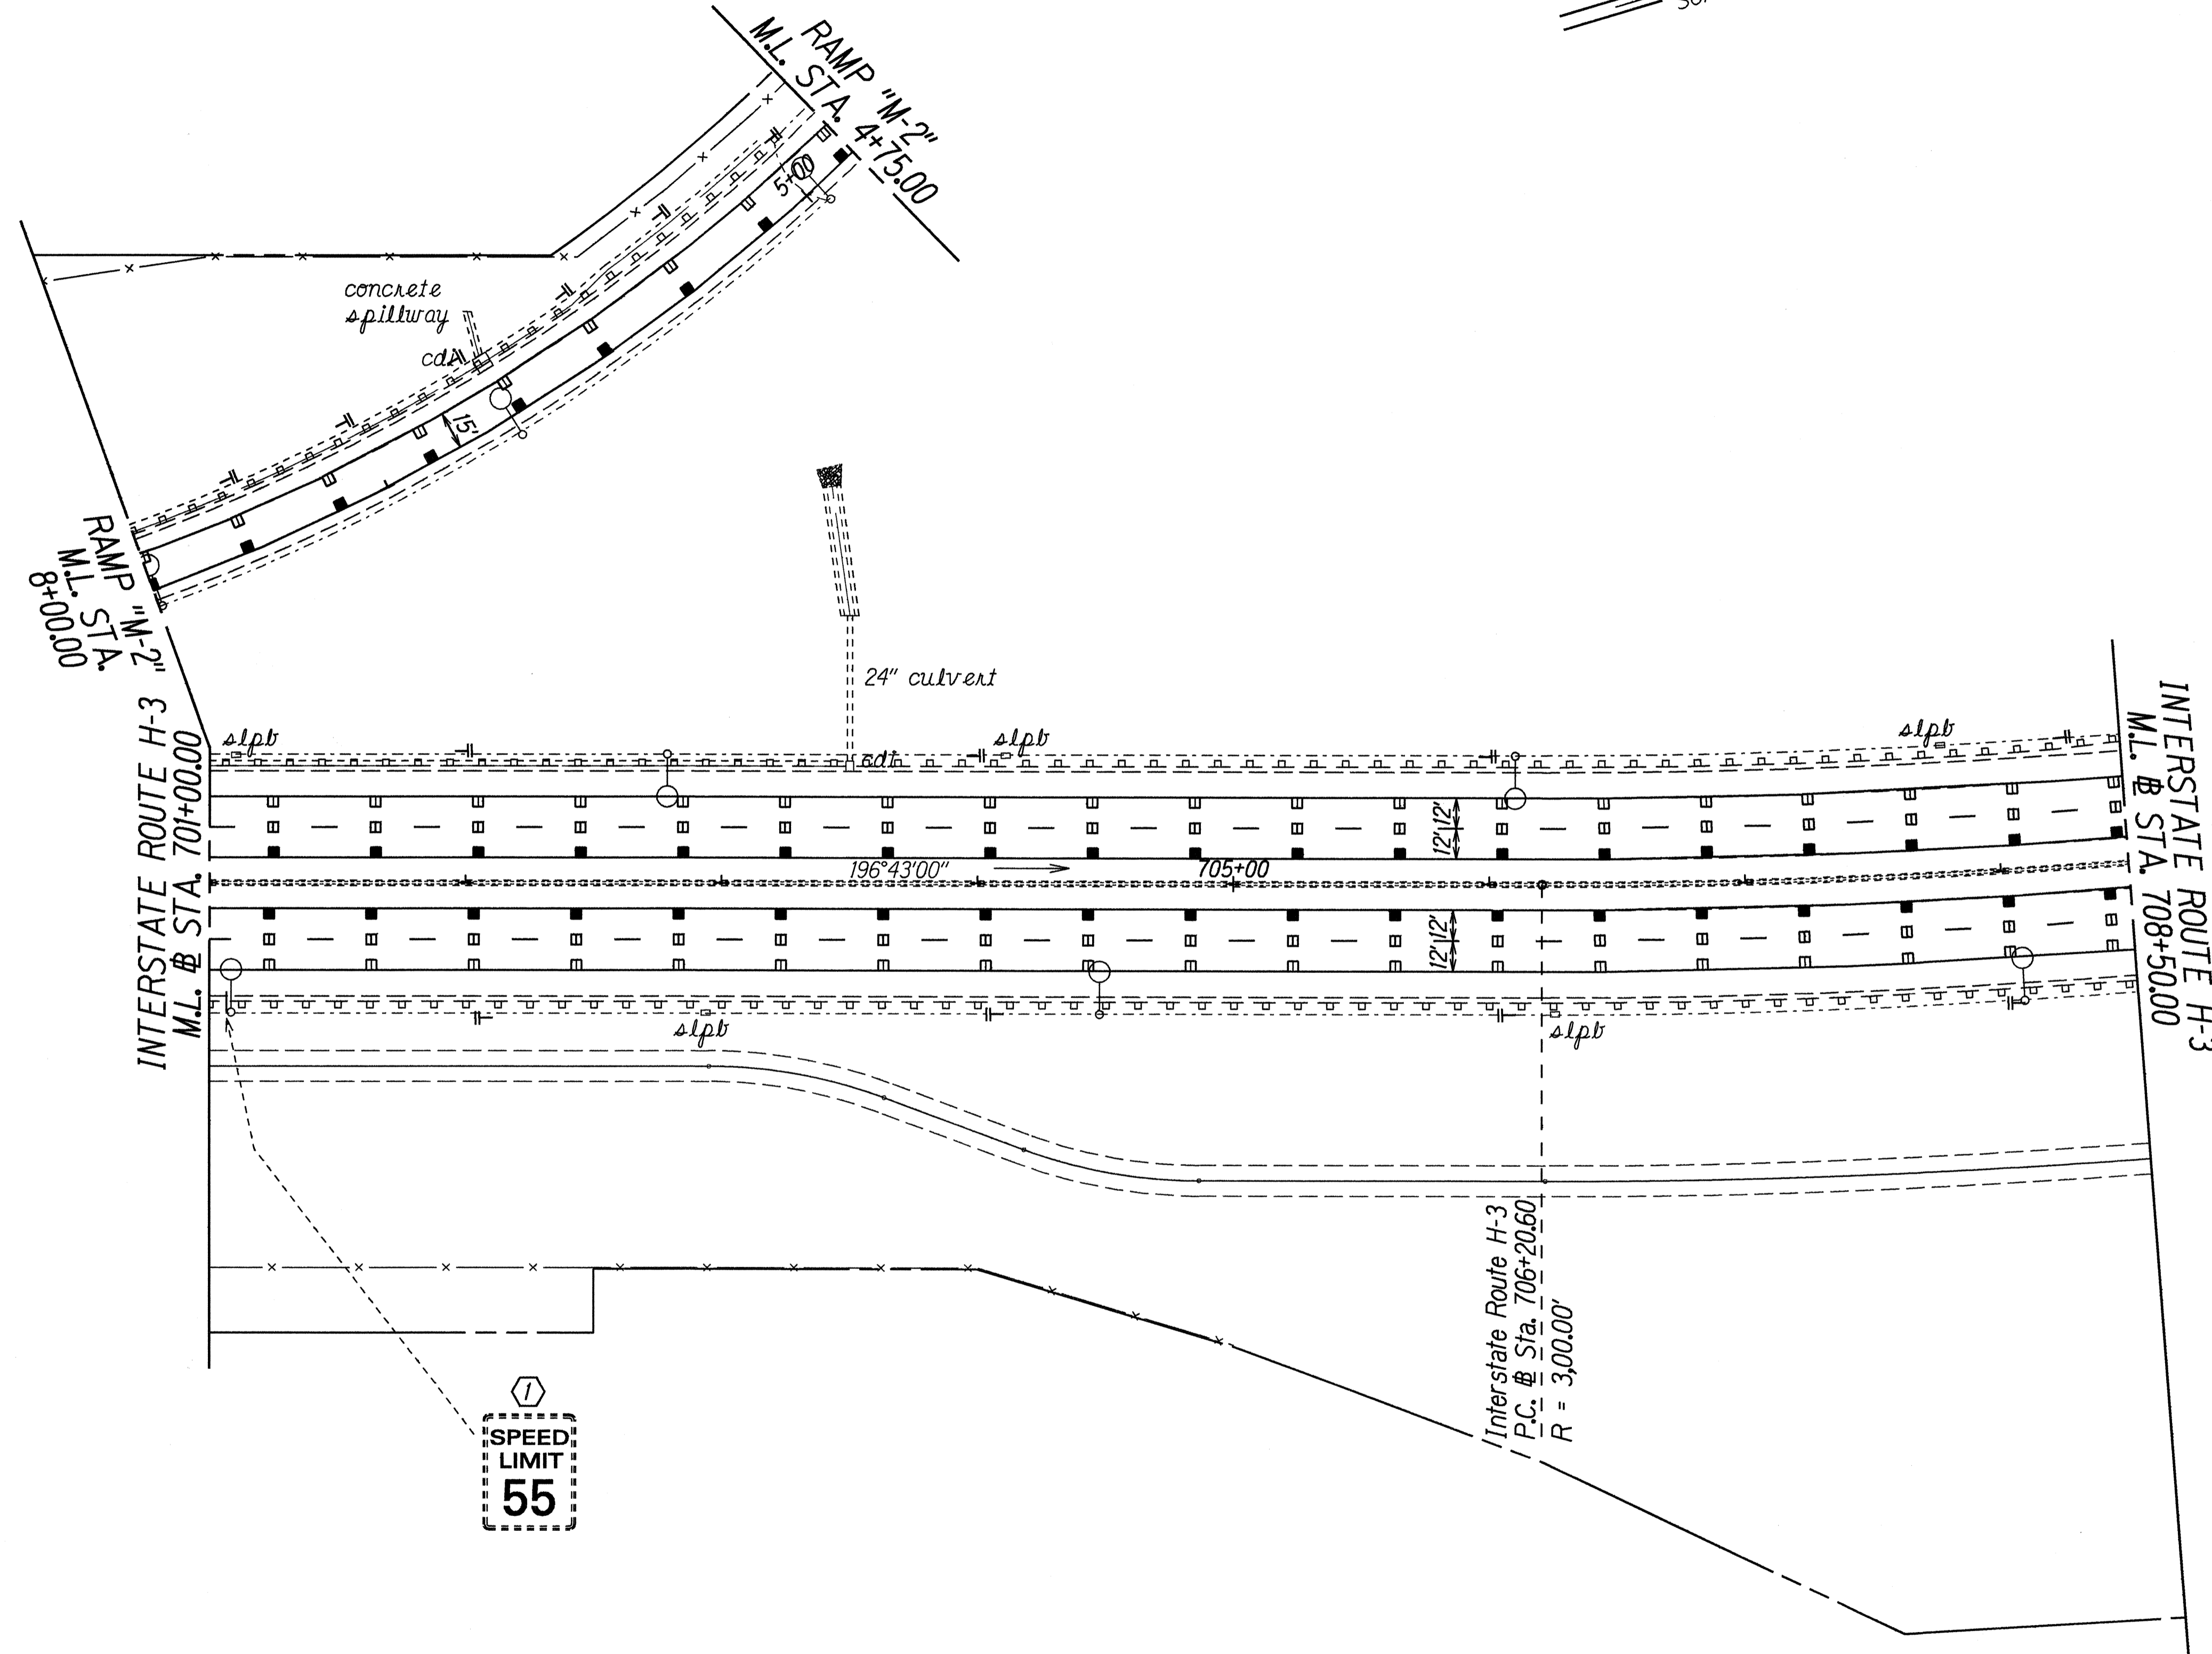 RAMP "M-2"
M.L. STA. 4+75.00
5+00
concrete
spillway
cdi
15'
RAMP "M-2"
M.L. STA.
8+00.00
24" culvert
INTERSTATE ROUTE H-3
M.L. ⅊ STA. 701+00.00
slpb
slpb
slpb
cdi
12' 12'
196°43'00"
705+00
12' 12'
slpb
slpb
INTERSTATE ROUTE H-3
M.L. ⅊ STA. 708+50.00
Interstate Route H-3
P.C. ⅊ Sta. 706+20.60
R = 3,000.00'
1
SPEED
LIMIT
55